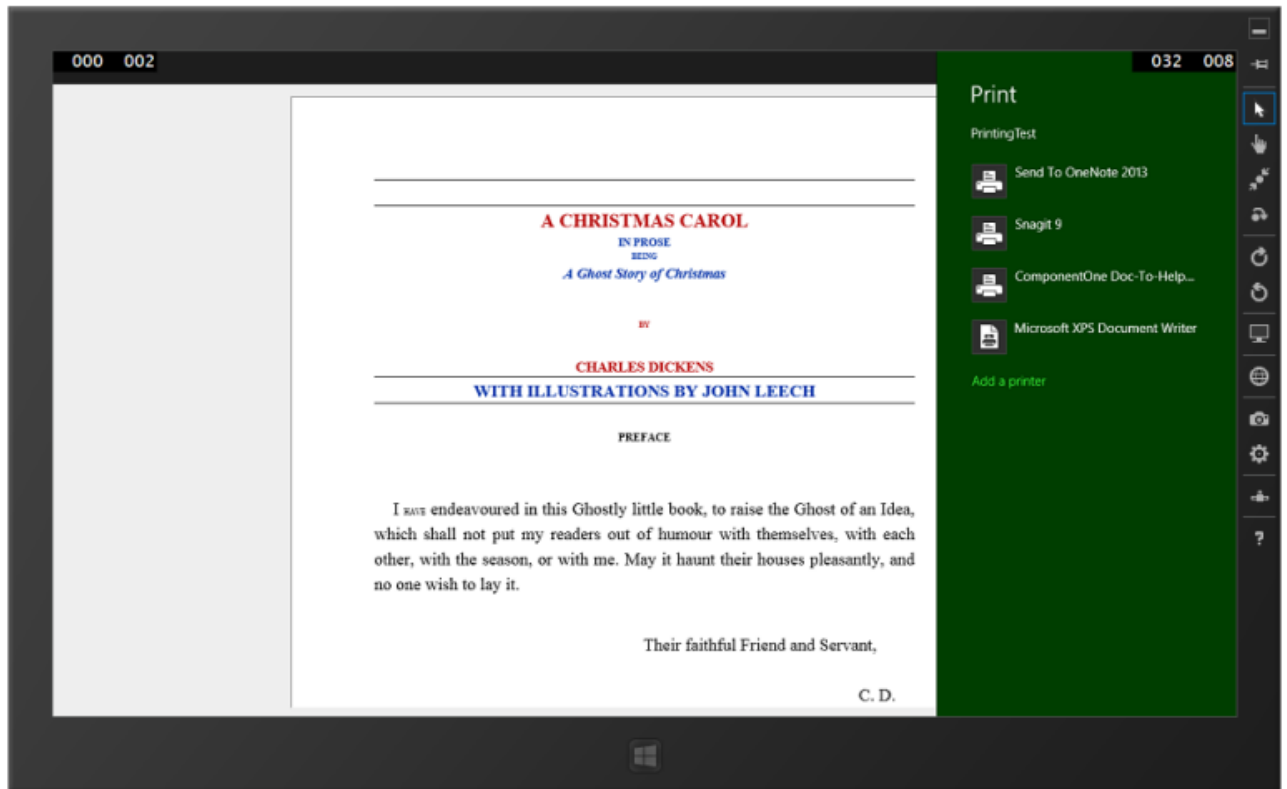 000 002
032 008
A CHRISTMAS CAROL
IN PROSE
BEING
A Ghost Story of Christmas
BY
CHARLES DICKENS
WITH ILLUSTRATIONS BY JOHN LEECH
PREFACE
I HAVE endeavoured in this Ghostly little book, to raise the Ghost of an Idea,
which shall not put my readers out of humour with themselves, with each
other, with the season, or with me. May it haunt their houses pleasantly, and
no one wish to lay it.
Their faithful Friend and Servant,
C. D.
Print
PrintingTest
Send To OneNote 2013
Snagit 9
ComponentOne Doc-To-Help...
Microsoft XPS Document Writer
Add a printer
?